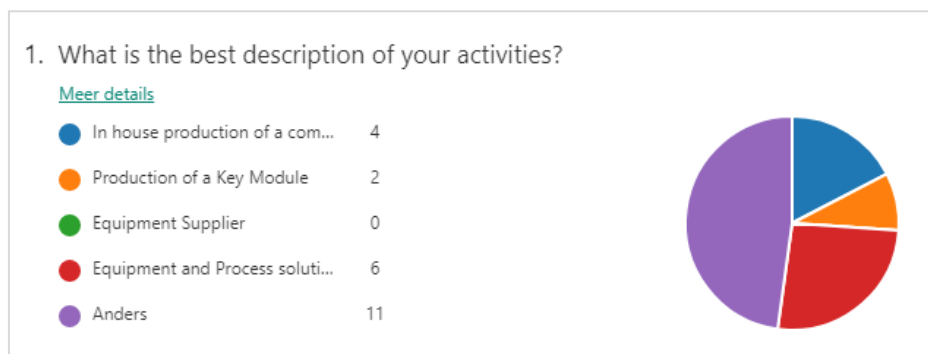 1. What is the best description of your activities?
Meer details
In house production of a com... 4
Production of a Key Module 2
Equipment Supplier 0
Equipment and Process soluti... 6
Anders 11